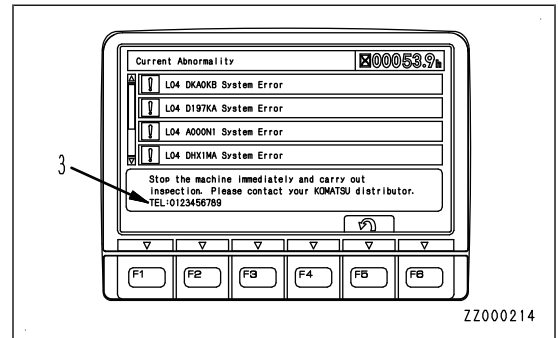 Current Abnormality 00053.9h
! L04 DKA0KB System Error
! L04 D197KA System Error
! L04 A000N1 System Error
! L04 DHX1MA System Error
3
Stop the machine immediately and carry out
inspection. Please contact your KOMATSU distributor.
TEL:0123456789
F1 F2 F3 F4 F5 F6
ZZ000214